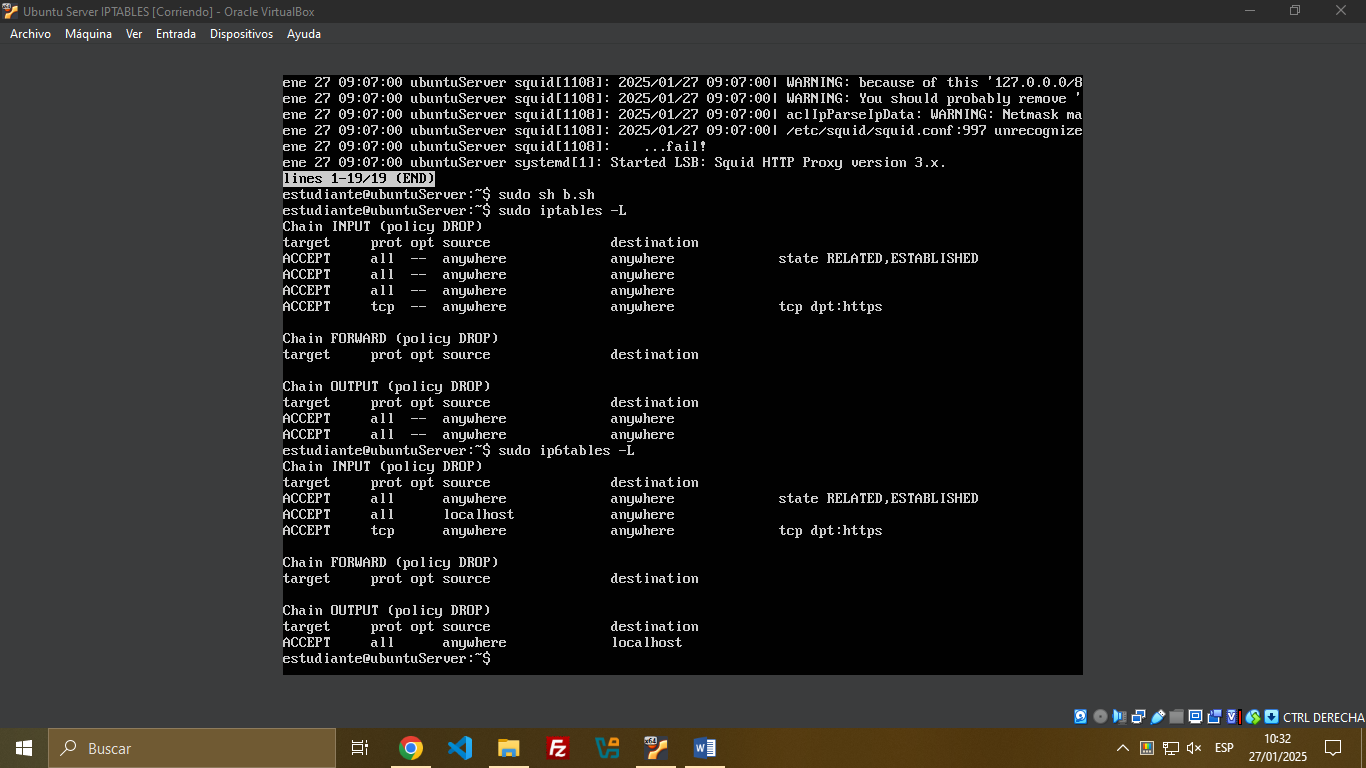 Ubuntu Server IPTABLES [Corriendo] - Oracle VirtualBox
Archivo Máquina Ver Entrada Dispositivos Ayuda
ene 27 09:07:00 ubuntuServer squid[1108]: 2025/01/27 09:07:00| WARNING: because of this '127.0.0.0/8
ene 27 09:07:00 ubuntuServer squid[1108]: 2025/01/27 09:07:00| WARNING: You should probably remove '
ene 27 09:07:00 ubuntuServer squid[1108]: 2025/01/27 09:07:00| aclIpParseIpData: WARNING: Netmask ma
ene 27 09:07:00 ubuntuServer squid[1108]: 2025/01/27 09:07:00| /etc/squid/squid.conf:997 unrecognize
ene 27 09:07:00 ubuntuServer squid[1108]:    ...fail!
ene 27 09:07:00 ubuntuServer systemd[1]: Started LSB: Squid HTTP Proxy version 3.x.
lines 1-19/19 (END)
estudiante@ubuntuServer:~$ sudo sh b.sh
estudiante@ubuntuServer:~$ sudo iptables -L
Chain INPUT (policy DROP)
target     prot opt source               destination
ACCEPT     all  --  anywhere             anywhere             state RELATED,ESTABLISHED
ACCEPT     all  --  anywhere             anywhere
ACCEPT     all  --  anywhere             anywhere
ACCEPT     tcp  --  anywhere             anywhere             tcp dpt:https
Chain FORWARD (policy DROP)
target     prot opt source               destination
Chain OUTPUT (policy DROP)
target     prot opt source               destination
ACCEPT     all  --  anywhere             anywhere
ACCEPT     all  --  anywhere             anywhere
estudiante@ubuntuServer:~$ sudo ip6tables -L
Chain INPUT (policy DROP)
target     prot opt source               destination
ACCEPT     all      anywhere             anywhere             state RELATED,ESTABLISHED
ACCEPT     all      localhost            anywhere
ACCEPT     tcp      anywhere             anywhere             tcp dpt:https
Chain FORWARD (policy DROP)
target     prot opt source               destination
Chain OUTPUT (policy DROP)
target     prot opt source               destination
ACCEPT     all      anywhere             localhost
estudiante@ubuntuServer:~$
CTRL DERECHA
Buscar
ESP
10:32
27/01/2025